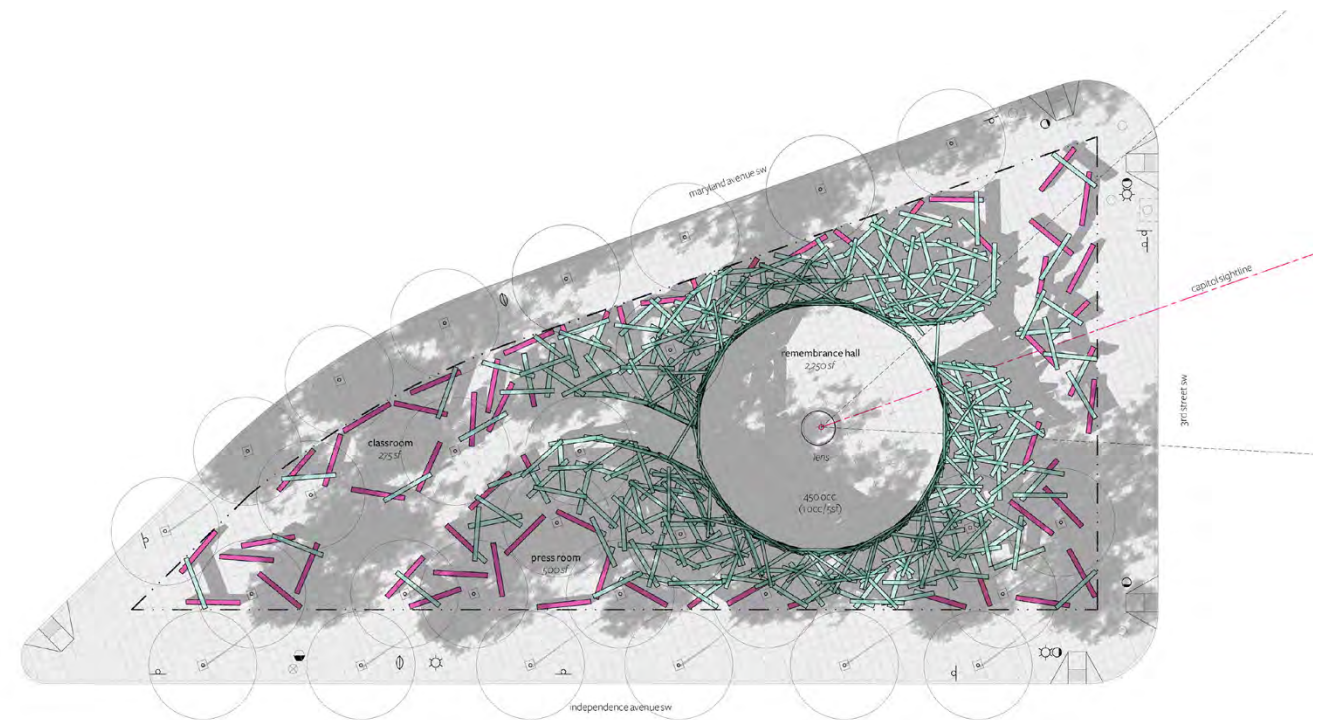 maryland avenue sw
capitol sightline
remembrance hall
2,250 sf
3rd street sw
classroom
275 sf
lens
450 occ
(1 occ/5sf)
press room
500 sf
independence avenue sw